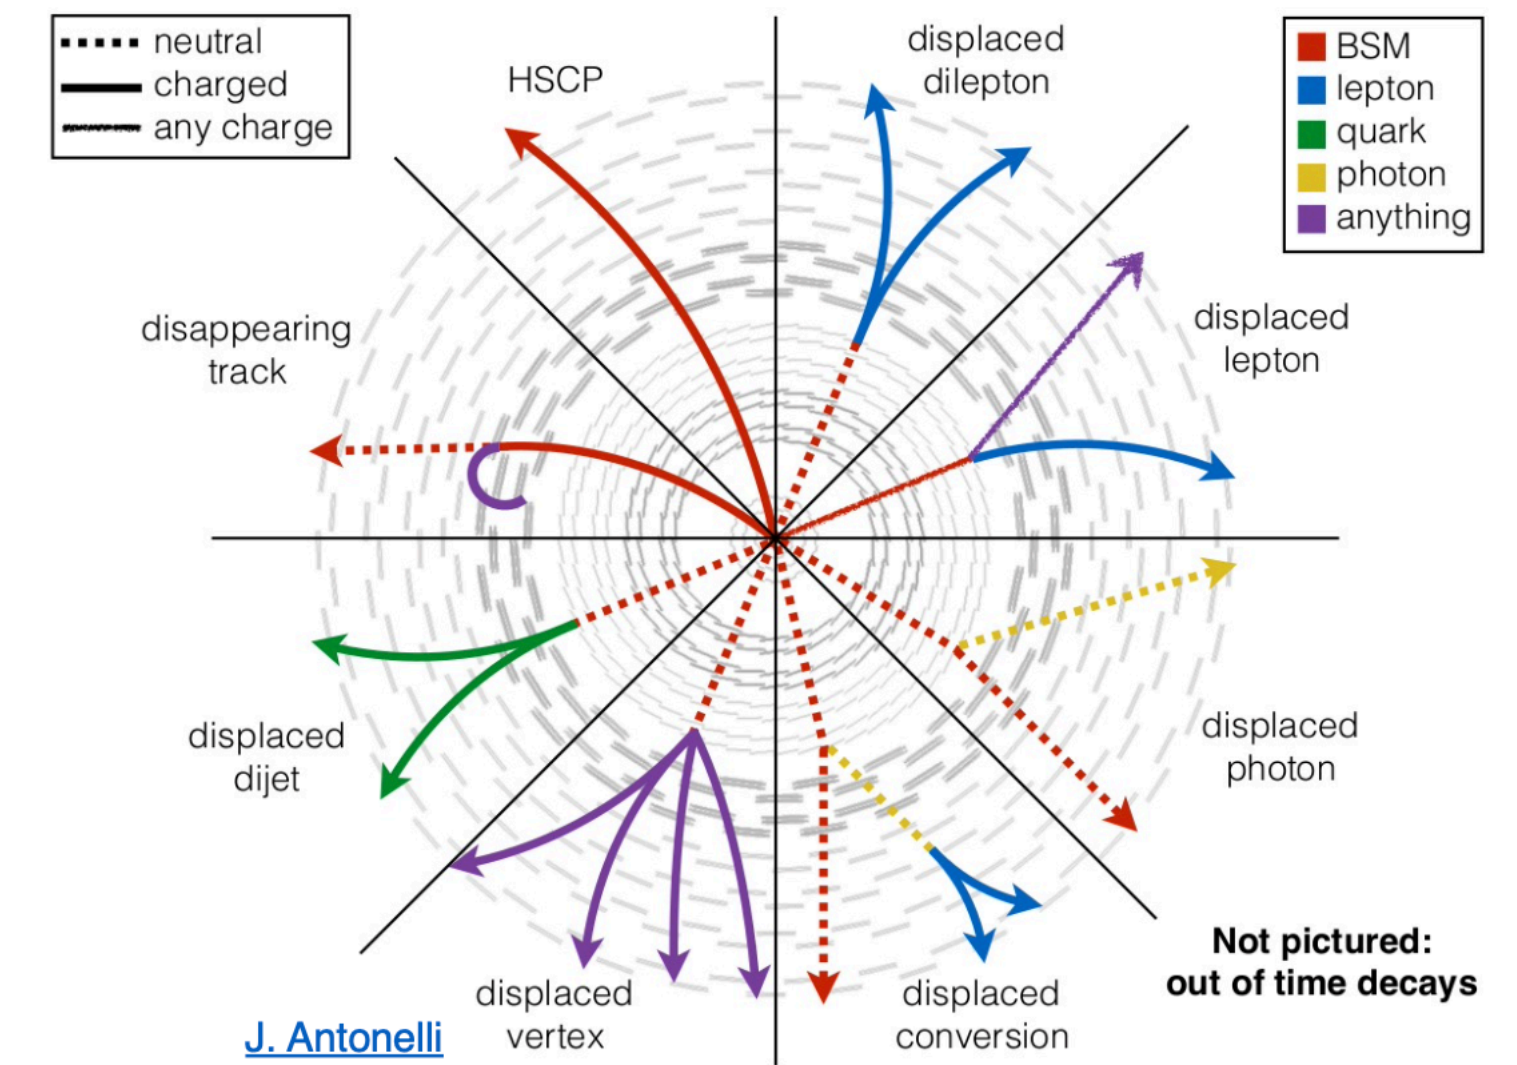 neutral
charged
any charge
HSCP
displaced
dilepton
BSM
lepton
quark
photon
anything
disappearing
track
displaced
lepton
displaced
dijet
displaced
photon
displaced
vertex
displaced
conversion
Not pictured:
out of time decays
J. Antonelli